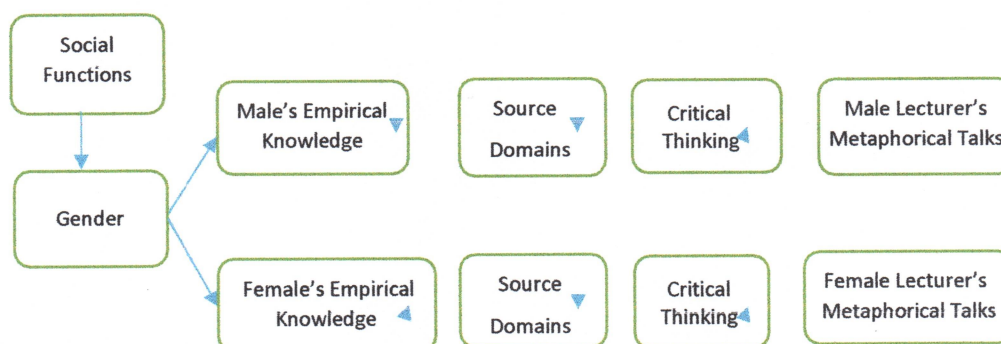 Social
Functions
Gender
Male's Empirical
Knowledge
Source
Domains
Critical
Thinking
Male Lecturer's
Metaphorical Talks
Female's Empirical
Knowledge
Source
Domains
Critical
Thinking
Female Lecturer's
Metaphorical Talks